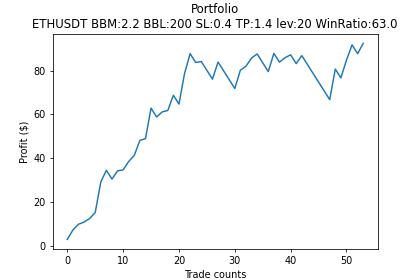 Portfolio
ETHUSDT BBM:2.2 BBL:200 SL:0.4 TP:1.4 lev:20 WinRatio:63.0
80
60
40
20
0
Profit ($)
0 10 20 30 40 50
Trade counts